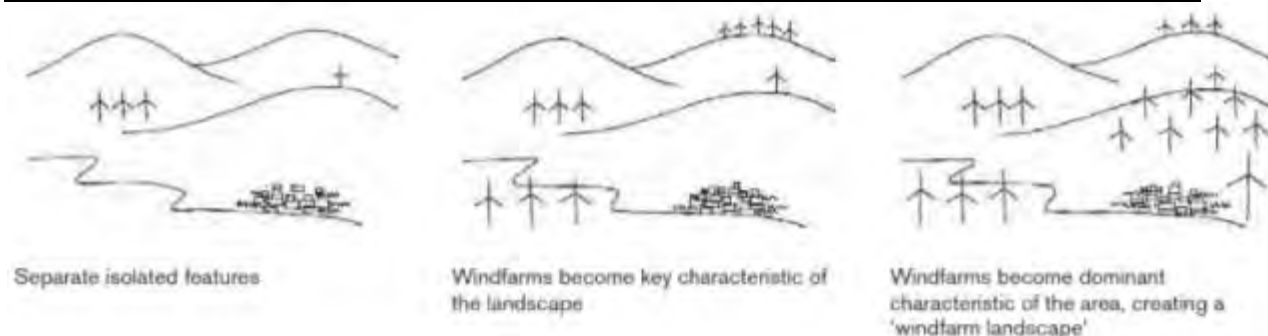 Separate isolated features
Windfarms become key characteristic of
the landscape
Windfarms become dominant
characteristic of the area, creating a
'windfarm landscape'